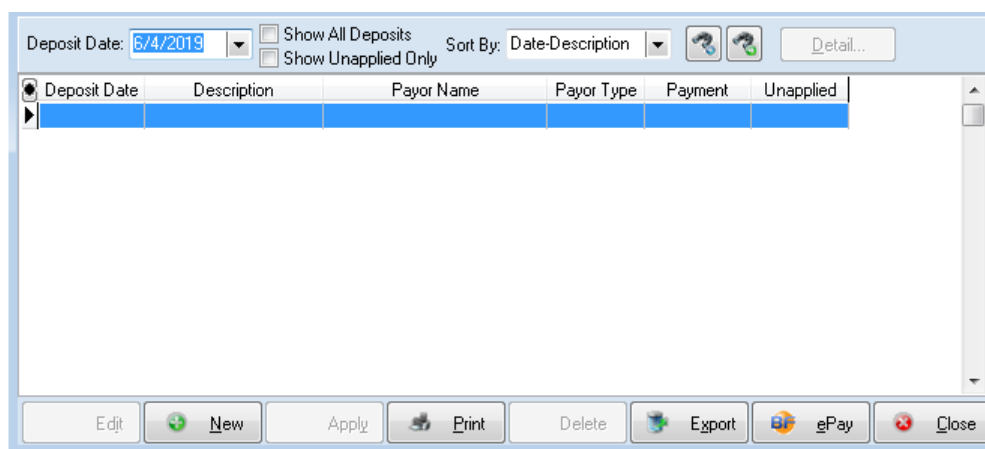 Deposit Date: 6/4/2019 Show All Deposits Sort By: Date-Description Detail...
Show Unapplied Only
Deposit Date Description Payor Name Payor Type Payment Unapplied
Edit New Apply Print Delete Export BF ePay Close